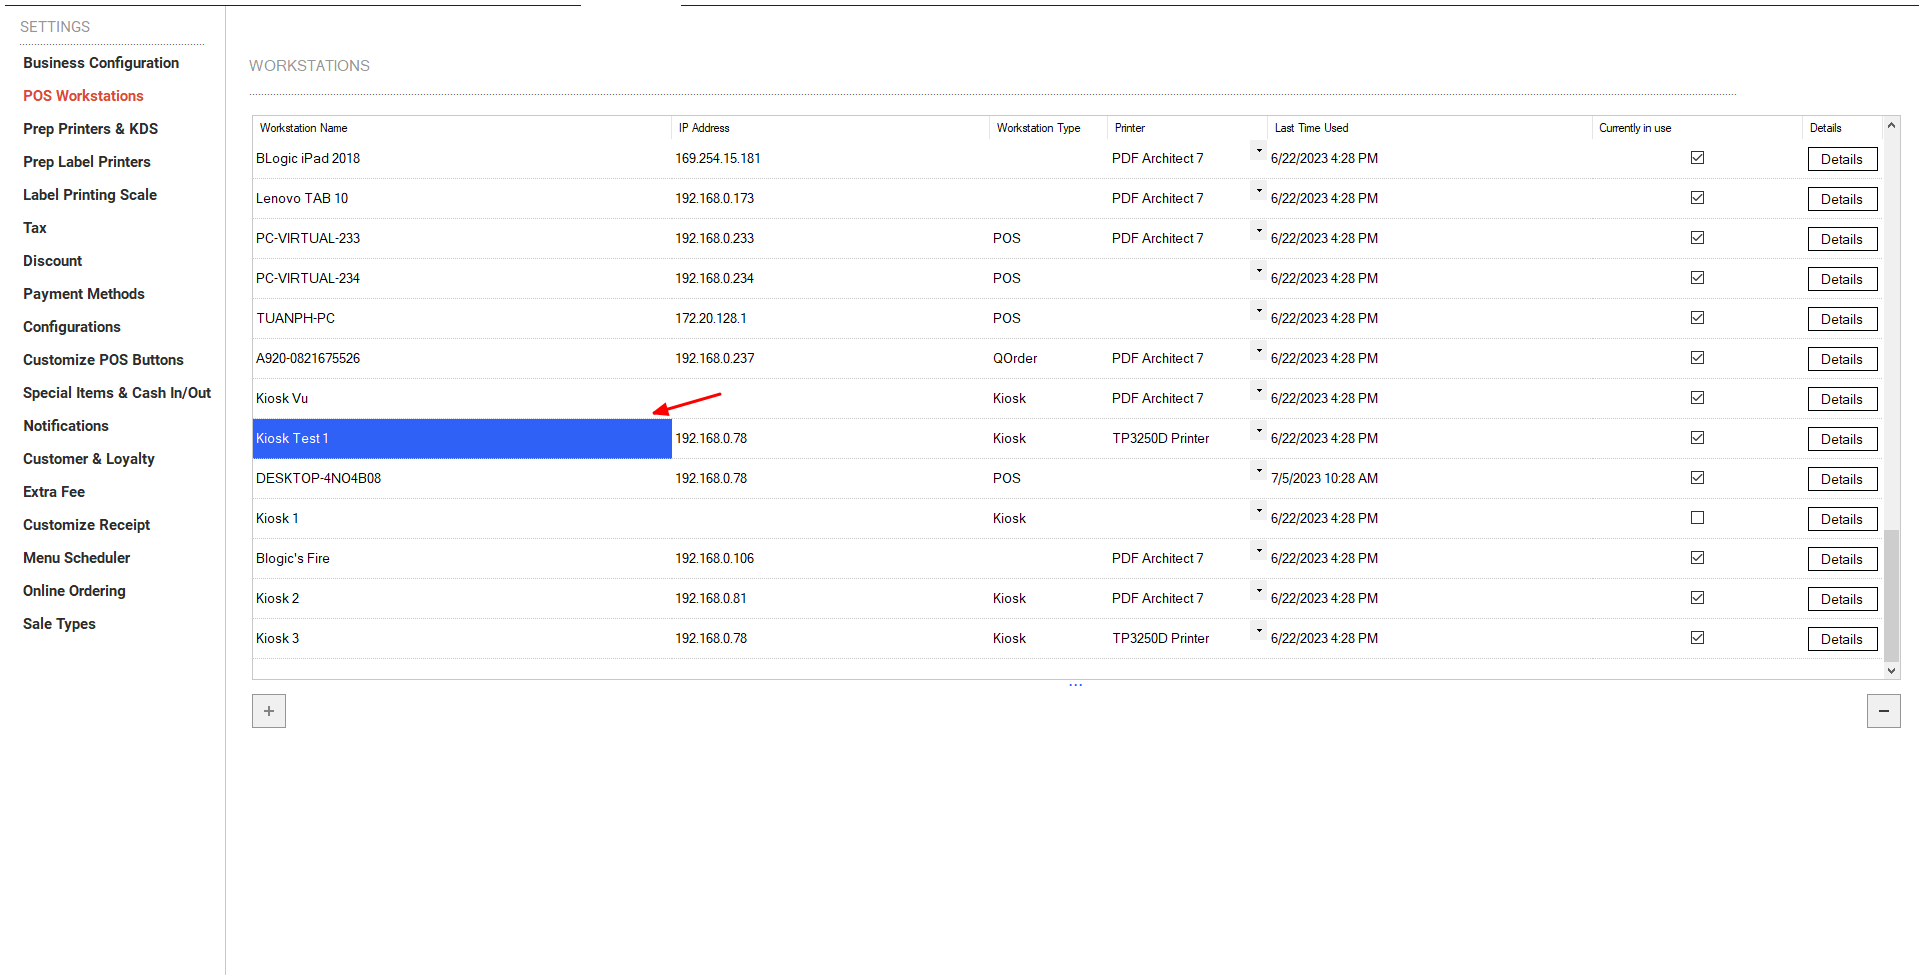 SETTINGS
Business Configuration
POS Workstations
Prep Printers & KDS
Prep Label Printers
Label Printing Scale
Tax
Discount
Payment Methods
Configurations
Customize POS Buttons
Special Items & Cash In/Out
Notifications
Customer & Loyalty
Extra Fee
Customize Receipt
Menu Scheduler
Online Ordering
Sale Types
WORKSTATIONS
Workstation Name IP Address Workstation Type Printer Last Time Used Currently in use Details
BLogic iPad 2018 169.254.15.181 PDF Architect 7 6/22/2023 4:28 PM Details
Lenovo TAB 10 192.168.0.173 PDF Architect 7 6/22/2023 4:28 PM Details
PC-VIRTUAL-233 192.168.0.233 POS PDF Architect 7 6/22/2023 4:28 PM Details
PC-VIRTUAL-234 192.168.0.234 POS 6/22/2023 4:28 PM Details
TUANPH-PC 172.20.128.1 POS 6/22/2023 4:28 PM Details
A920-0821675526 192.168.0.237 QOrder PDF Architect 7 6/22/2023 4:28 PM Details
Kiosk Vu Kiosk PDF Architect 7 6/22/2023 4:28 PM Details
Kiosk Test 1 192.168.0.78 Kiosk TP3250D Printer 6/22/2023 4:28 PM Details
DESKTOP-4NO4B08 192.168.0.78 POS 7/5/2023 10:28 AM Details
Kiosk 1 Kiosk 6/22/2023 4:28 PM Details
Blogic's Fire 192.168.0.106 PDF Architect 7 6/22/2023 4:28 PM Details
Kiosk 2 192.168.0.81 Kiosk PDF Architect 7 6/22/2023 4:28 PM Details
Kiosk 3 192.168.0.78 Kiosk TP3250D Printer 6/22/2023 4:28 PM Details
...
+ −